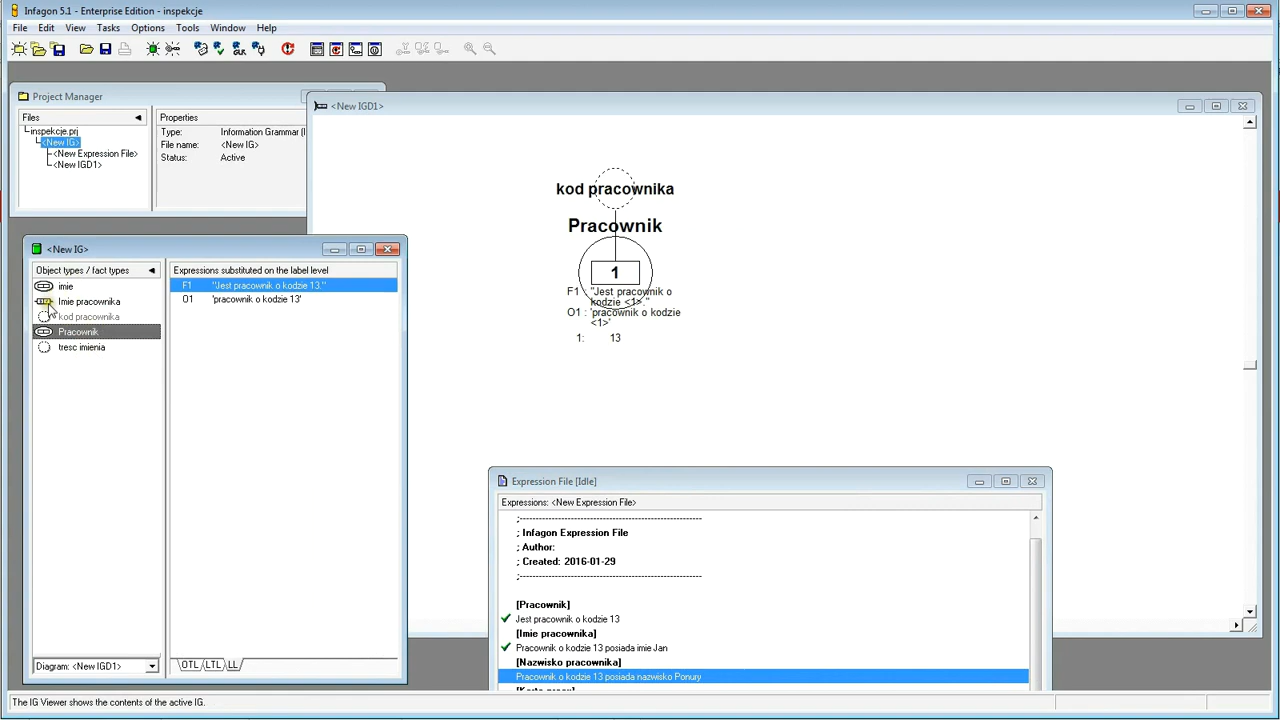 Infagon 5.1 - Enterprise Edition - inspekcje
File Edit View Tasks Options Tools Window Help
Project Manager
Files
Properties
inspekcje.prj
<New IG>
<New Expression File>
<New IGD1>
Type: Information Grammar (I
File name: <New IG>
Status: Active
<New IGD1>
kod pracownika
Pracownik
1
F1 : "Jest pracownik o
kodzie <1>."
O1 : 'pracownik o kodzie
<1>'
1: 13
<New IG>
Object types / fact types
Expressions substituted on the label level
imie
Imie pracownika
kod pracownika
Pracownik
tresc imienia
F1 "Jest pracownik o kodzie 13."
O1 'pracownik o kodzie 13'
Diagram: <New IGD1>
OTL LTL LL
Expression File [Idle]
Expressions: <New Expression File>
;-------------------------------------------------------
; Infagon Expression File
; Author:
; Created: 2016-01-29
;-------------------------------------------------------
[Pracownik]
Jest pracownik o kodzie 13
[Imie pracownika]
Pracownik o kodzie 13 posiada imie Jan
[Nazwisko pracownika]
Pracownik o kodzie 13 posiada nazwisko Ponury
The IG Viewer shows the contents of the active IG.